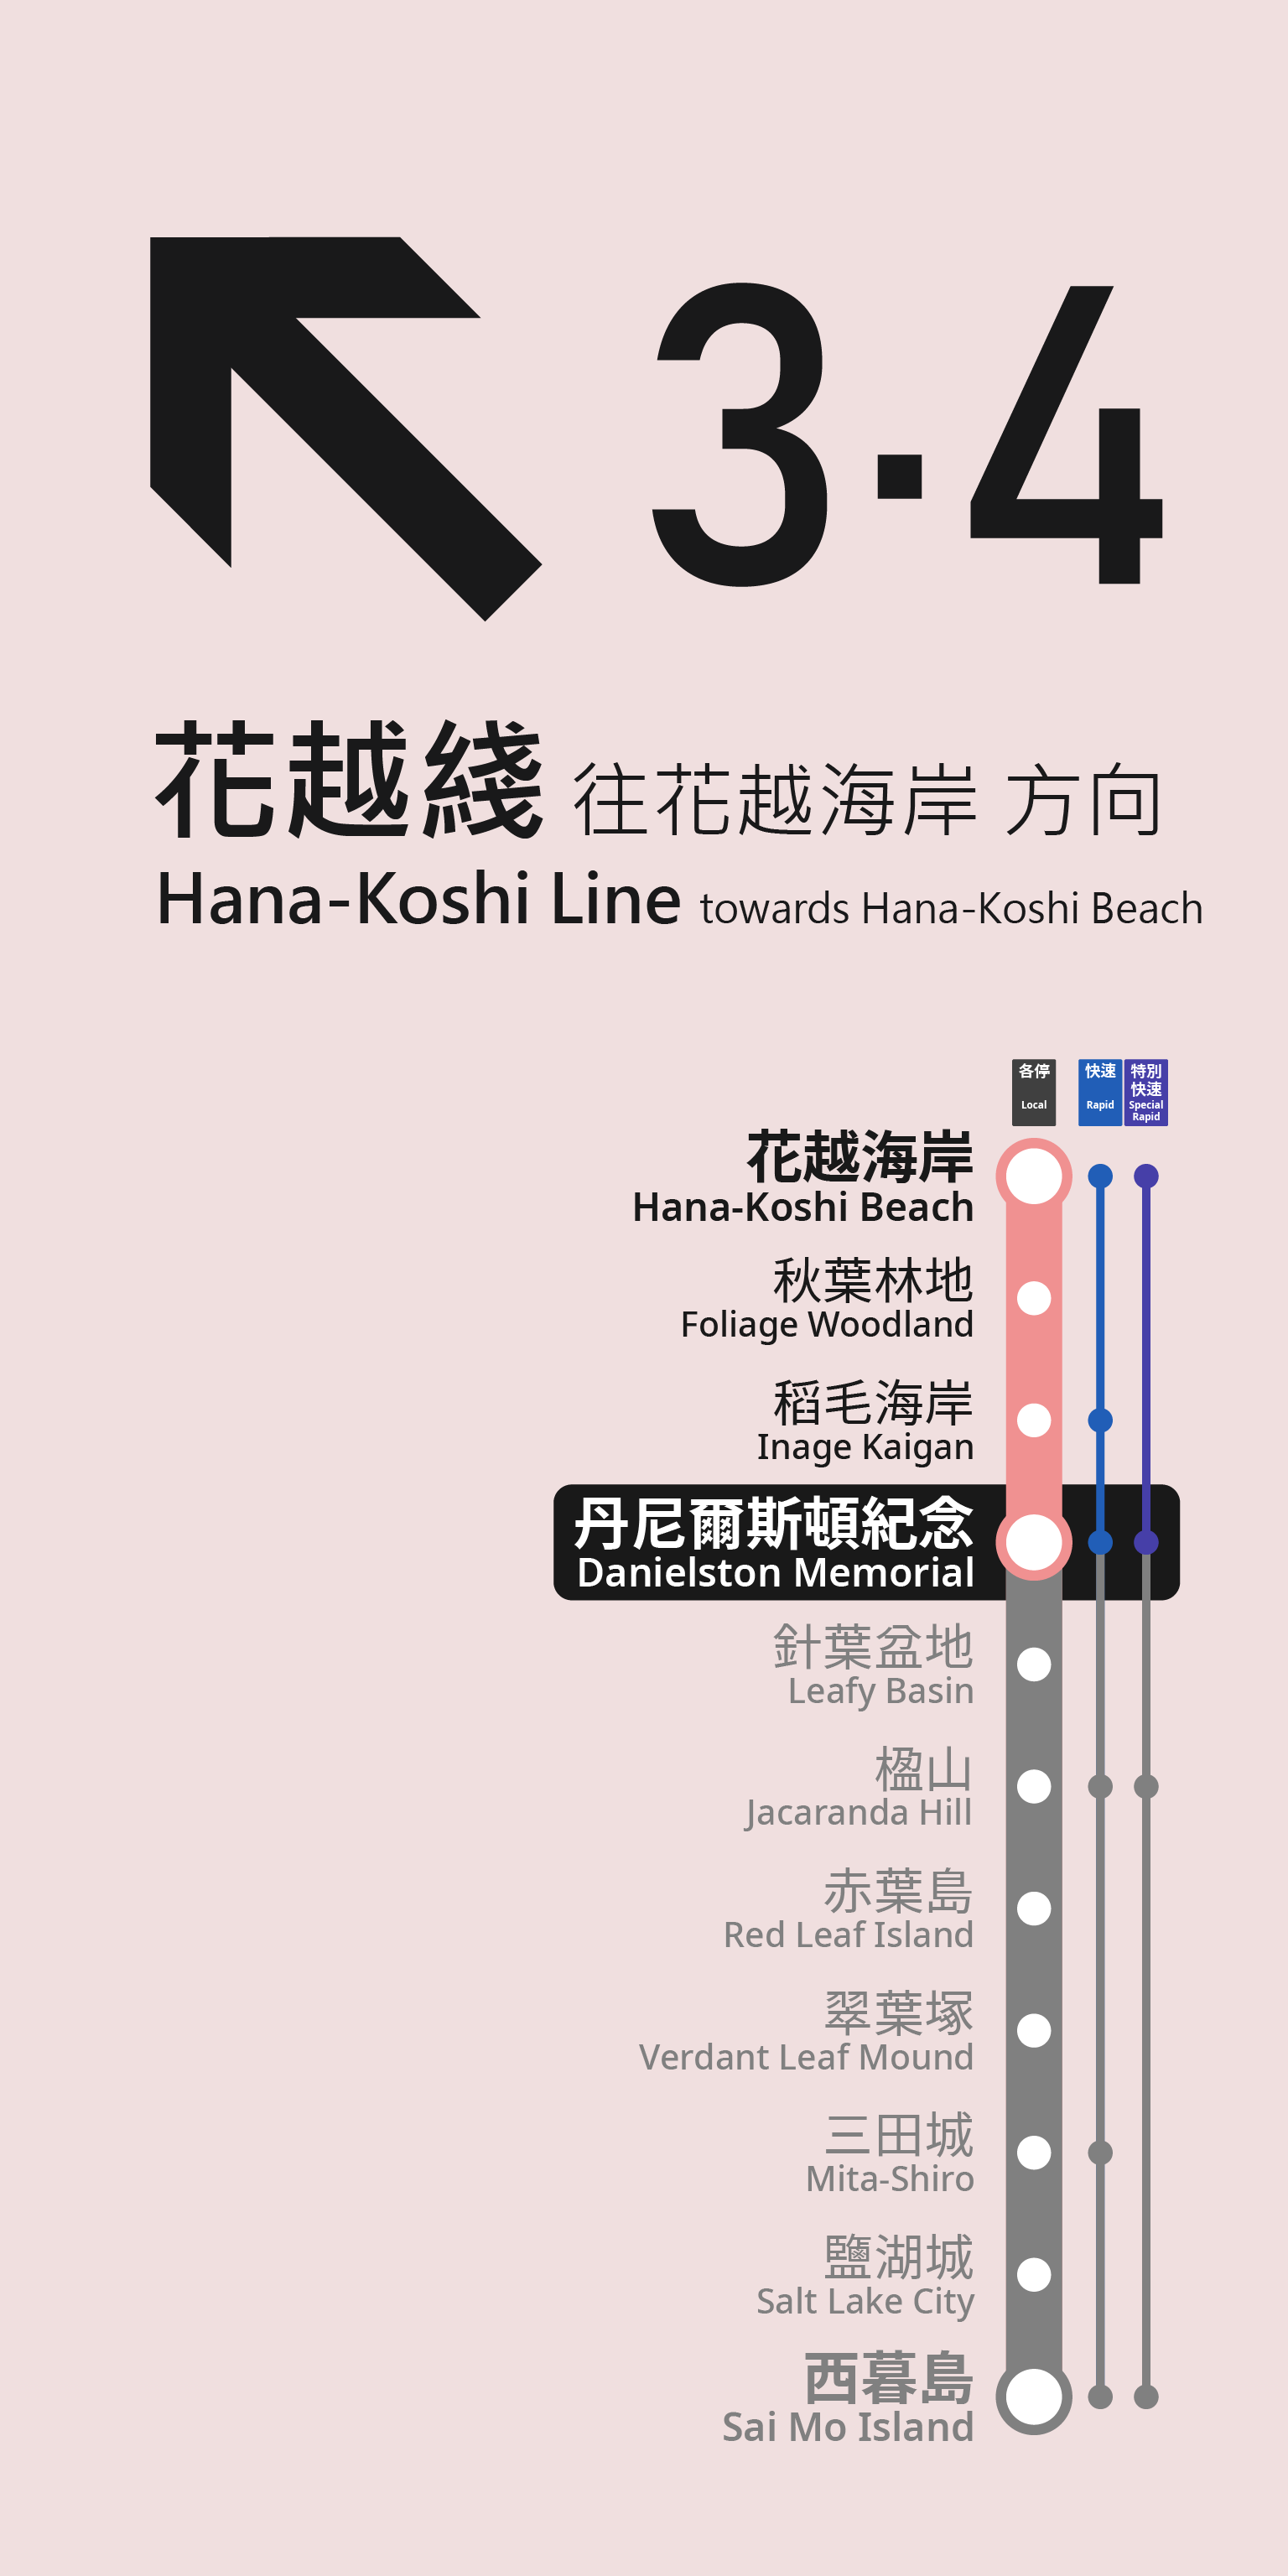 3·4
花越綫 往花越海岸 方向
Hana-Koshi Line towards Hana-Koshi Beach
各停 快速 特別
快速
Local Rapid Special
Rapid
花越海岸
Hana-Koshi Beach
秋葉林地
Foliage Woodland
稻毛海岸
Inage Kaigan
丹尼爾斯頓紀念
Danielston Memorial
針葉盆地
Leafy Basin
楹山
Jacaranda Hill
赤葉島
Red Leaf Island
翠葉塚
Verdant Leaf Mound
三田城
Mita-Shiro
鹽湖城
Salt Lake City
西暮島
Sai Mo Island